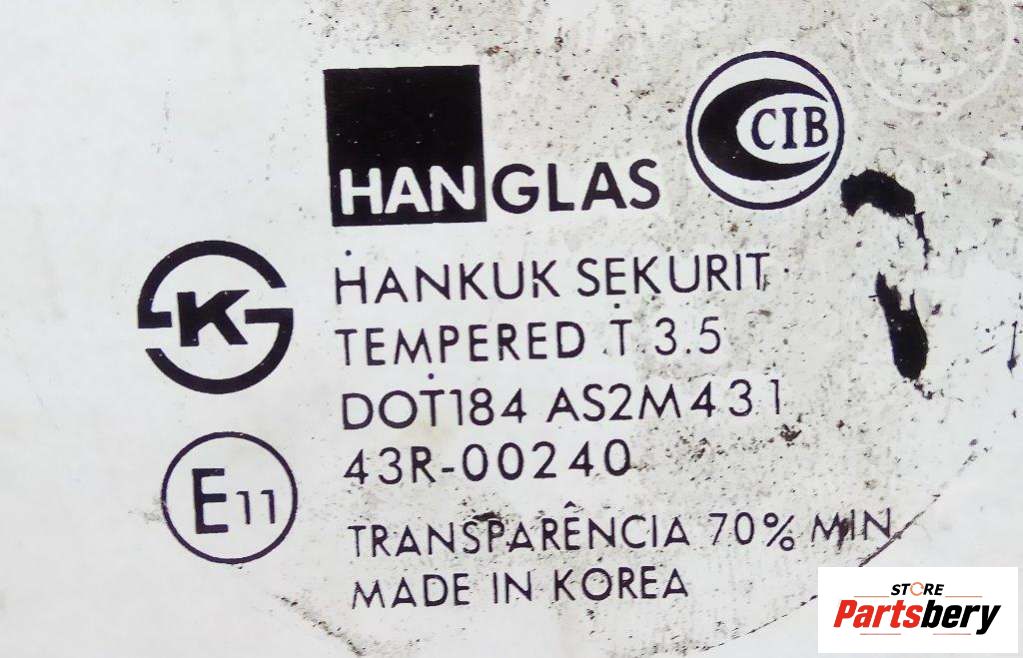 HANGLAS
CIB
K
HANKUK SEKURIT
TEMPERED T 3.5
DOT184 AS2M431
43R-00240
E11
TRANSPARÊNCIA 70% MIN
MADE IN KOREA
STORE
Partsbery